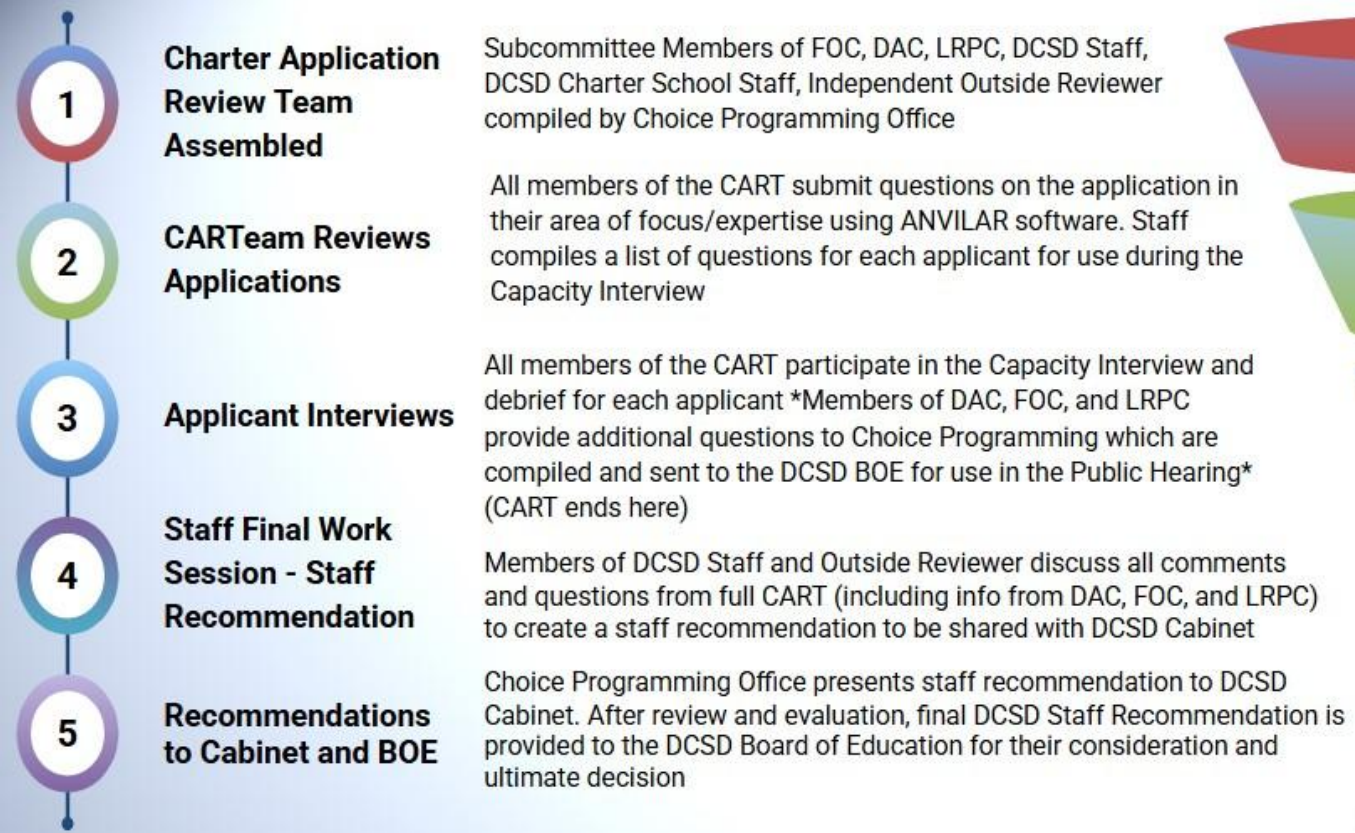 1
Charter Application
Review Team
Assembled
Subcommittee Members of FOC, DAC, LRPC, DCSD Staff,
DCSD Charter School Staff, Independent Outside Reviewer
compiled by Choice Programming Office
2
CARTeam Reviews
Applications
All members of the CART submit questions on the application in
their area of focus/expertise using ANVILAR software. Staff
compiles a list of questions for each applicant for use during the
Capacity Interview
3
Applicant Interviews
All members of the CART participate in the Capacity Interview and
debrief for each applicant *Members of DAC, FOC, and LRPC
provide additional questions to Choice Programming which are
compiled and sent to the DCSD BOE for use in the Public Hearing*
(CART ends here)
4
Staff Final Work
Session - Staff
Recommendation
Members of DCSD Staff and Outside Reviewer discuss all comments
and questions from full CART (including info from DAC, FOC, and LRPC)
to create a staff recommendation to be shared with DCSD Cabinet
5
Recommendations
to Cabinet and BOE
Choice Programming Office presents staff recommendation to DCSD
Cabinet. After review and evaluation, final DCSD Staff Recommendation is
provided to the DCSD Board of Education for their consideration and
ultimate decision